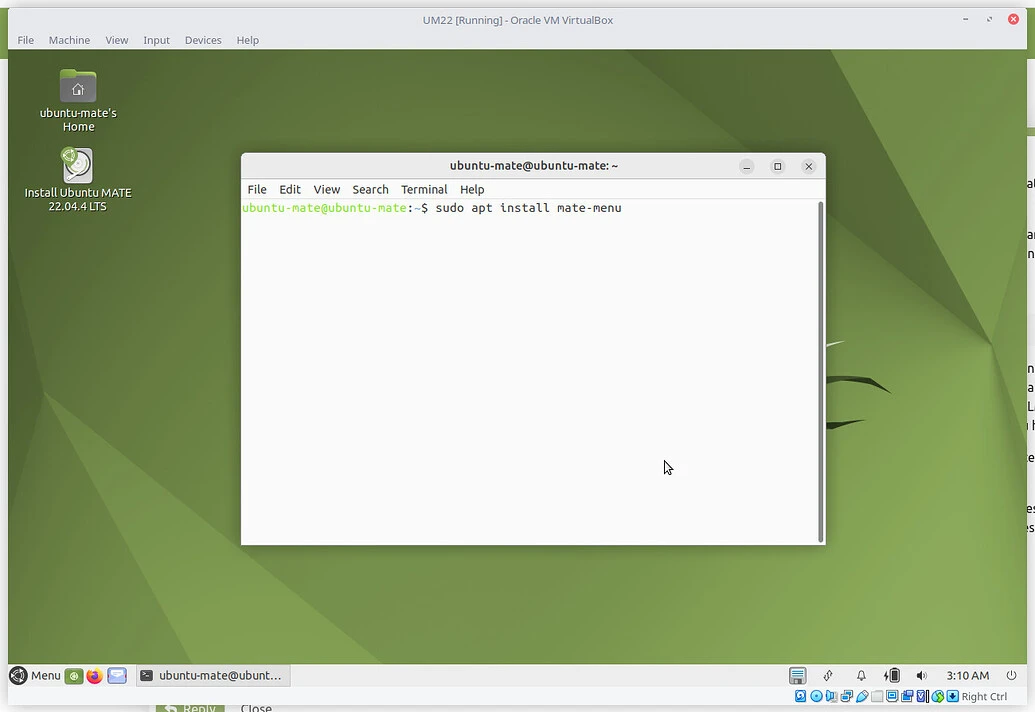 UM22 [Running] - Oracle VM VirtualBox
File Machine View Input Devices Help
ubuntu-mate's
Home
Install Ubuntu MATE
22.04.4 LTS
ubuntu-mate@ubuntu-mate: ~
File Edit View Search Terminal Help
ubuntu-mate@ubuntu-mate:~$ sudo apt install mate-menu
Menu
ubuntu-mate@ubunt...
3:10 AM
Right Ctrl
Reply Close